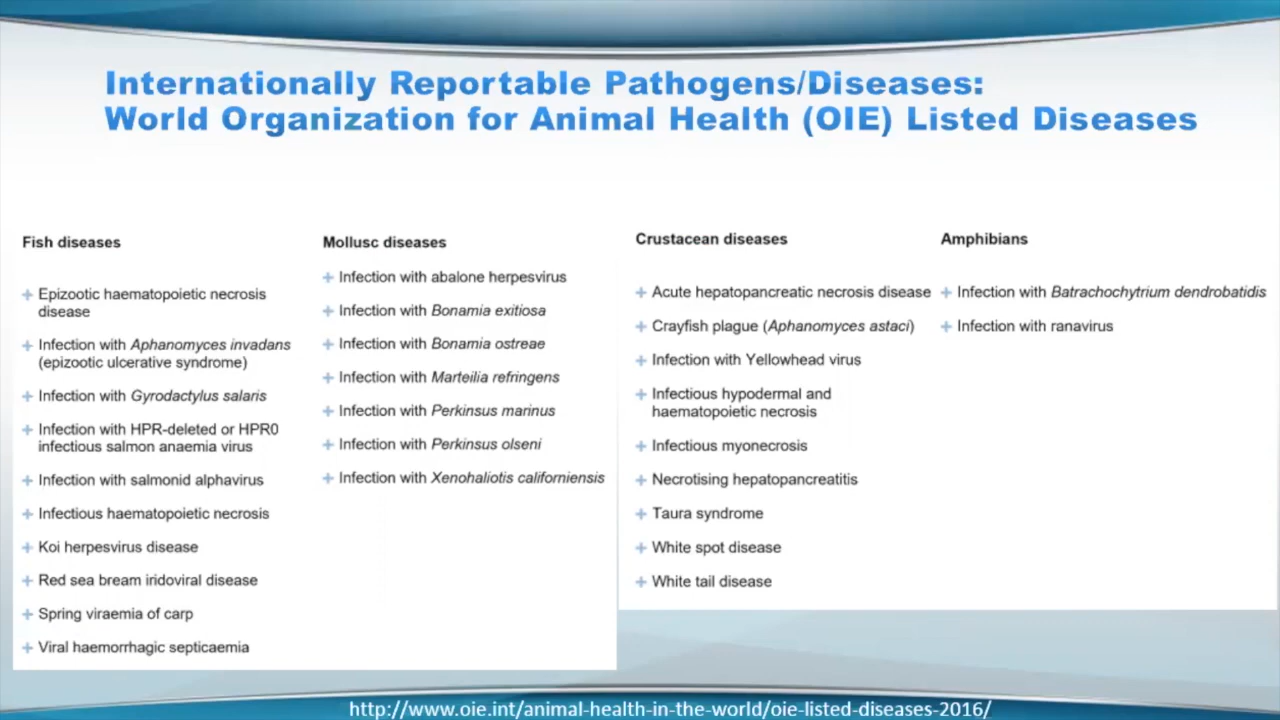 Internationally Reportable Pathogens/Diseases:
World Organization for Animal Health (OIE) Listed Diseases
Fish diseases
Epizootic haematopoietic necrosis
disease
Infection with Aphanomyces invadans
(epizootic ulcerative syndrome)
Infection with Gyrodactylus salaris
Infection with HPR-deleted or HPR0
infectious salmon anaemia virus
Infection with salmonid alphavirus
Infectious haematopoietic necrosis
Koi herpesvirus disease
Red sea bream iridoviral disease
Spring viraemia of carp
Viral haemorrhagic septicaemia
Mollusc diseases
Infection with abalone herpesvirus
Infection with Bonamia exitiosa
Infection with Bonamia ostreae
Infection with Marteilia refringens
Infection with Perkinsus marinus
Infection with Perkinsus olseni
Infection with Xenohaliotis californiensis
Crustacean diseases
Acute hepatopancreatic necrosis disease
Crayfish plague (Aphanomyces astaci)
Infection with Yellowhead virus
Infectious hypodermal and
haematopoietic necrosis
Infectious myonecrosis
Necrotising hepatopancreatitis
Taura syndrome
White spot disease
White tail disease
Amphibians
Infection with Batrachochytrium dendrobatidis
Infection with ranavirus
http://www.oie.int/animal-health-in-the-world/oie-listed-diseases-2016/